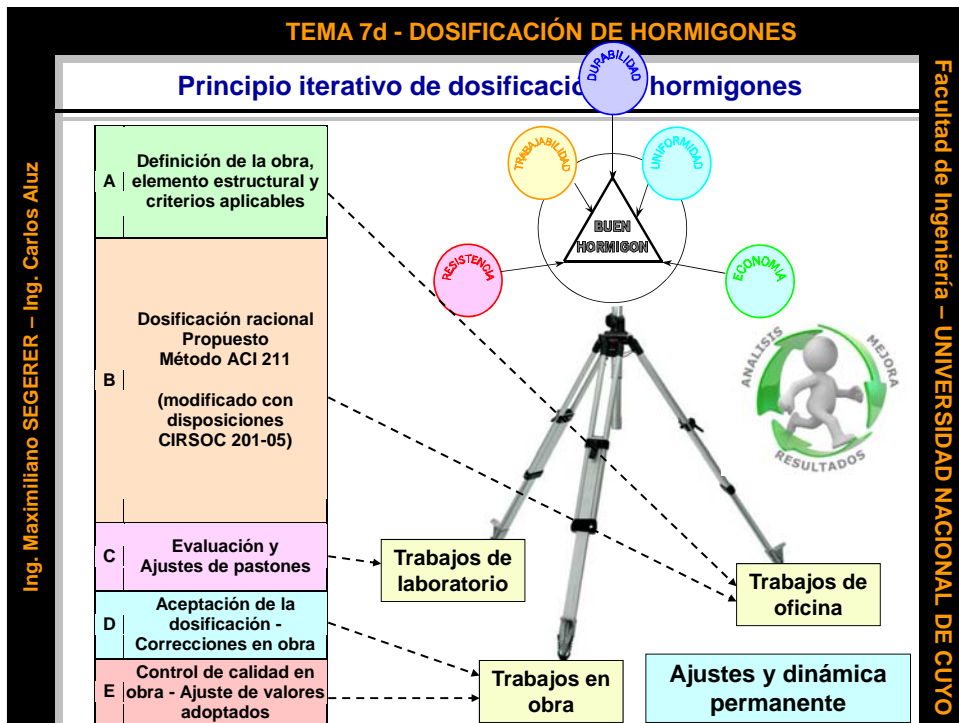 TEMA 7d - DOSIFICACIÓN DE HORMIGONES
Principio iterativo de dosificació hormigones
DURABILIDAD
TRABAJABILIDAD
UNIFORMIDAD
RESISTENCIA
ECONOMIA
BUEN
HORMIGON
A
Definición de la obra,
elemento estructural y
criterios aplicables
B
Dosificación racional
Propuesto
Método ACI 211
(modificado con
disposiciones
CIRSOC 201-05)
C
Evaluación y
Ajustes de pastones
D
Aceptación de la
dosificación -
Correcciones en obra
E
Control de calidad en
obra - Ajuste de valores
adoptados
ANALISIS
MEJORA
RESULTADOS
Trabajos de
laboratorio
Trabajos de
oficina
Trabajos en
obra
Ajustes y dinámica
permanente
Ing. Maximiliano SEGERER – Ing. Carlos Aluz
Facultad de Ingeniería – UNIVERSIDAD NACIONAL DE CUYO